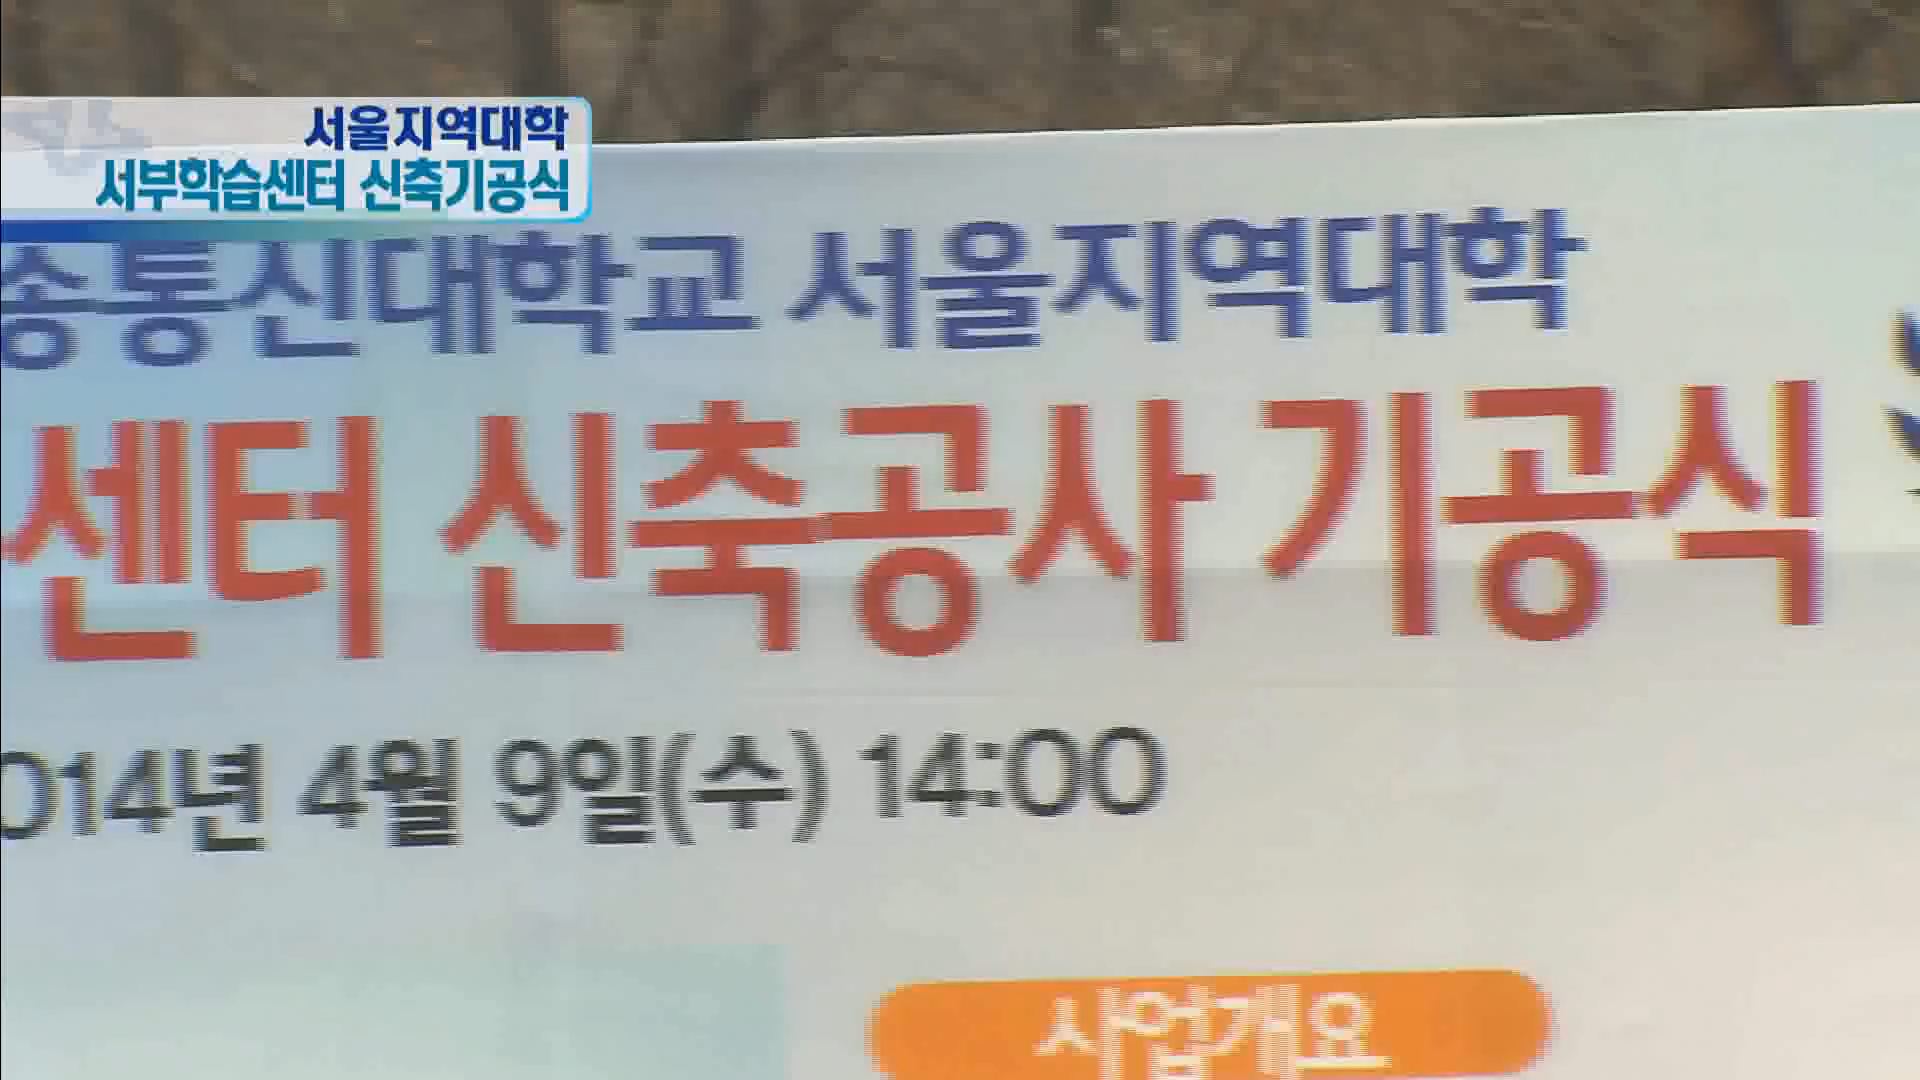 서울지역대학
서부학습센터 신축기공식
송통신대학교 서울지역대학
센터 신축공사 기공식
014년 4월 9일(수) 14:00
사업개요